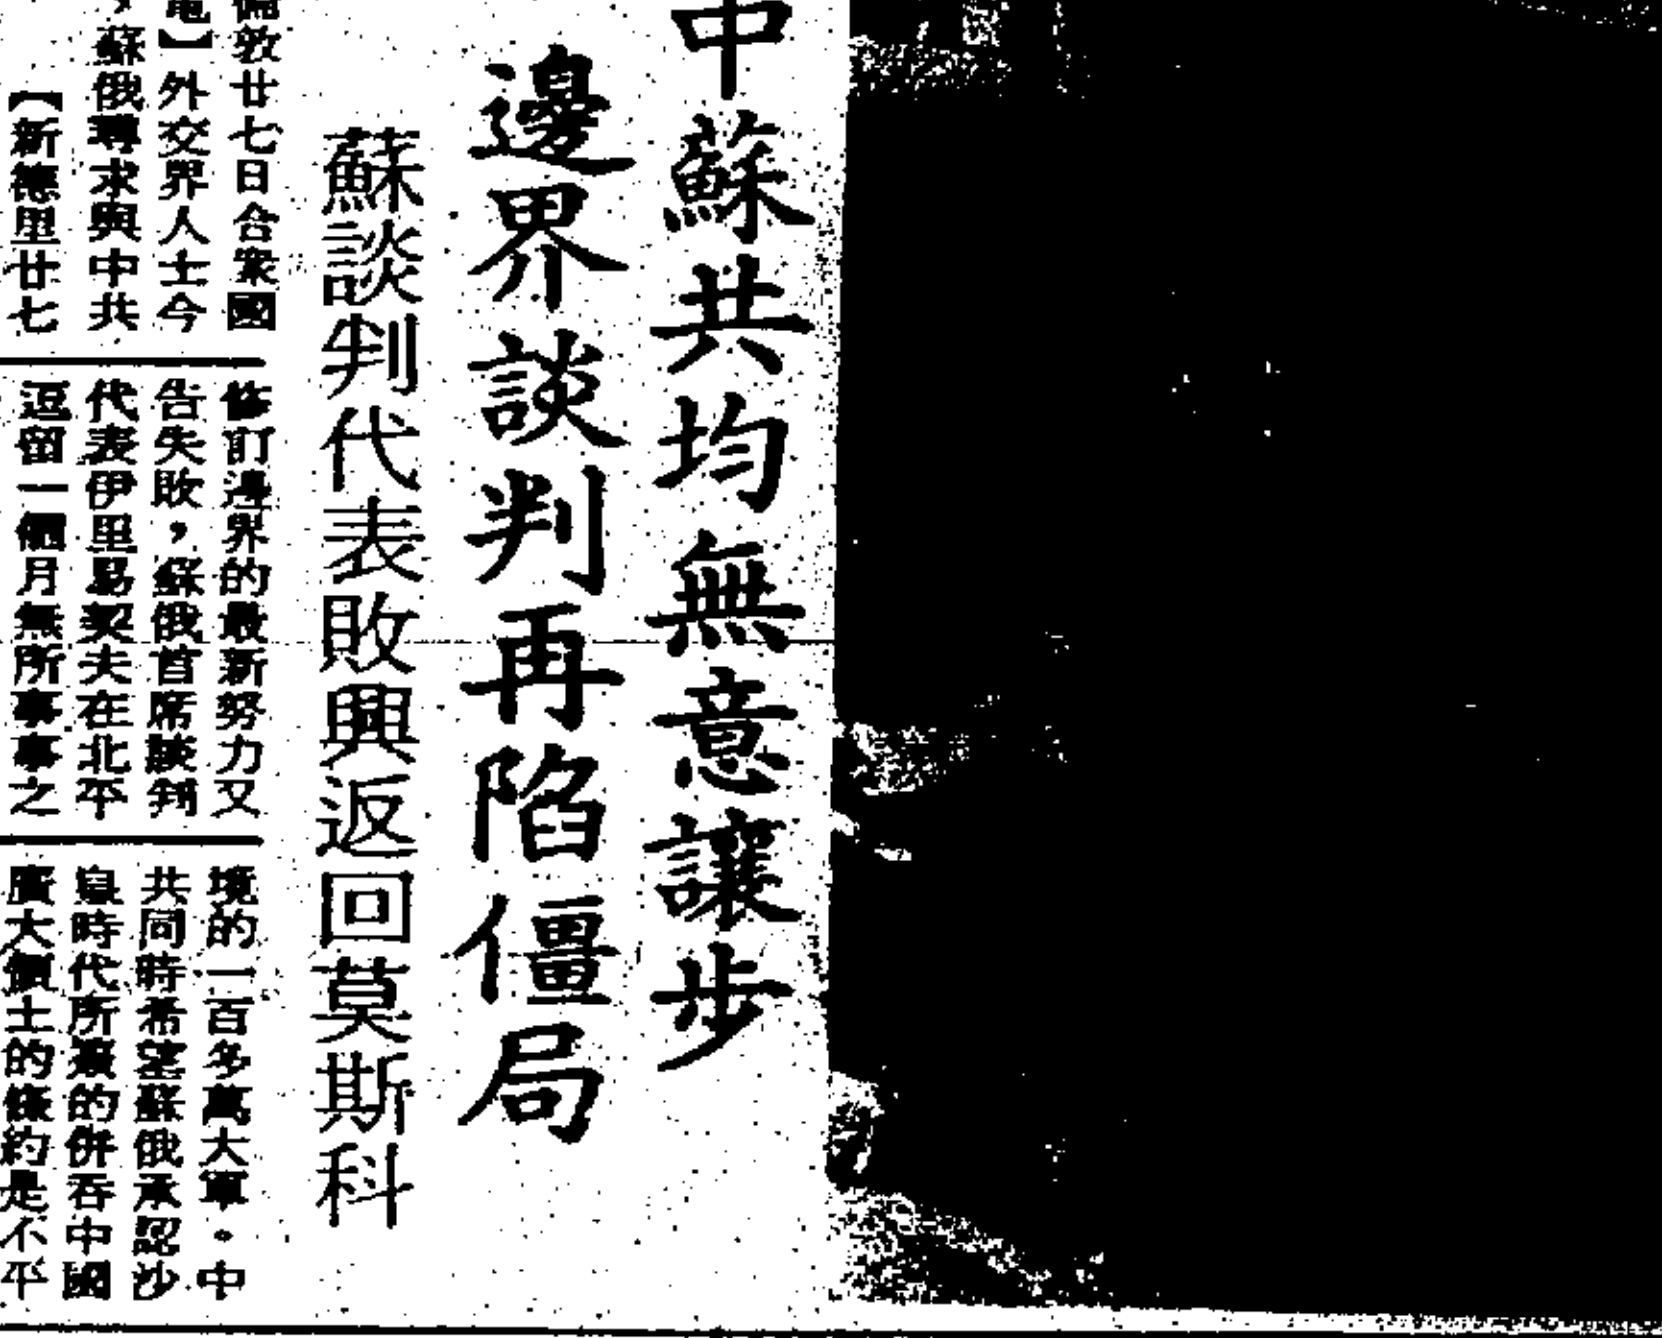 中蘇共均無意讓步
邊界談判再陷僵局
蘇談判代表敗興返回莫斯科
倫敦廿七日合衆國
電】外交界人士今
，蘇俄尋求與中共
【新德里廿七
修訂邊界的最新努力又
告失敗，蘇俄首席談判
代表伊里易契夫在北平
逗留一個月無所事事之
境的一百多萬大軍。中
共同時希望蘇俄承認沙
皇時代所簽的併吞中國
廣大領土的條約是不平